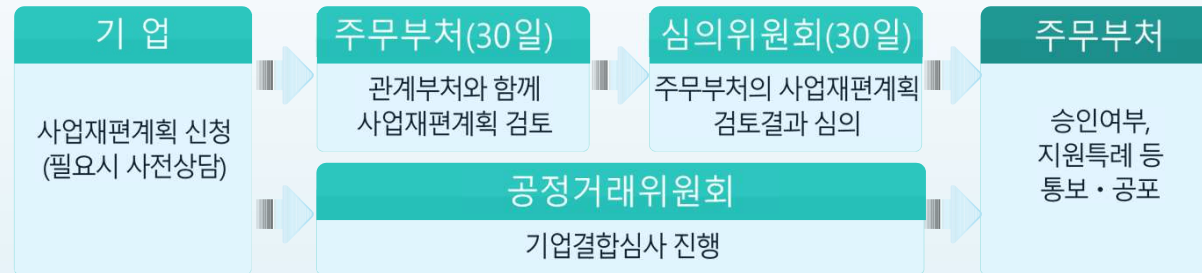 기 업
사업재편계획 신청
(필요시 사전상담)
주무부처(30일)
관계부처와 함께
사업재편계획 검토
심의위원회(30일)
주무부처의 사업재편계획
검토결과 심의
공정거래위원회
기업결합심사 진행
주무부처
승인여부,
지원특례 등
통보・공포